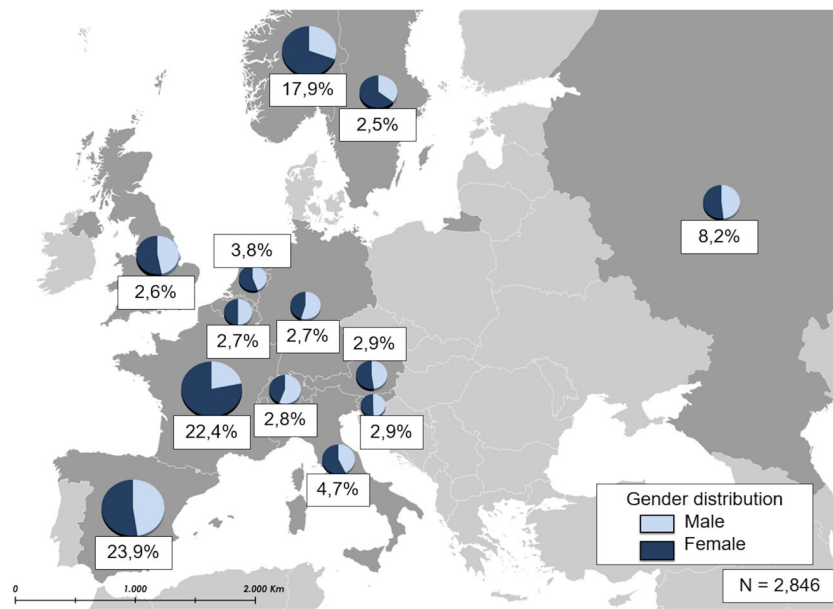 17,9%
2,5%
8,2%
3,8%
2,6%
2,7%
2,7%
2,9%
22,4%
2,8%
2,9%
4,7%
23,9%
Gender distribution
Male
Female
N = 2,846
0 1.000 2.000 Km